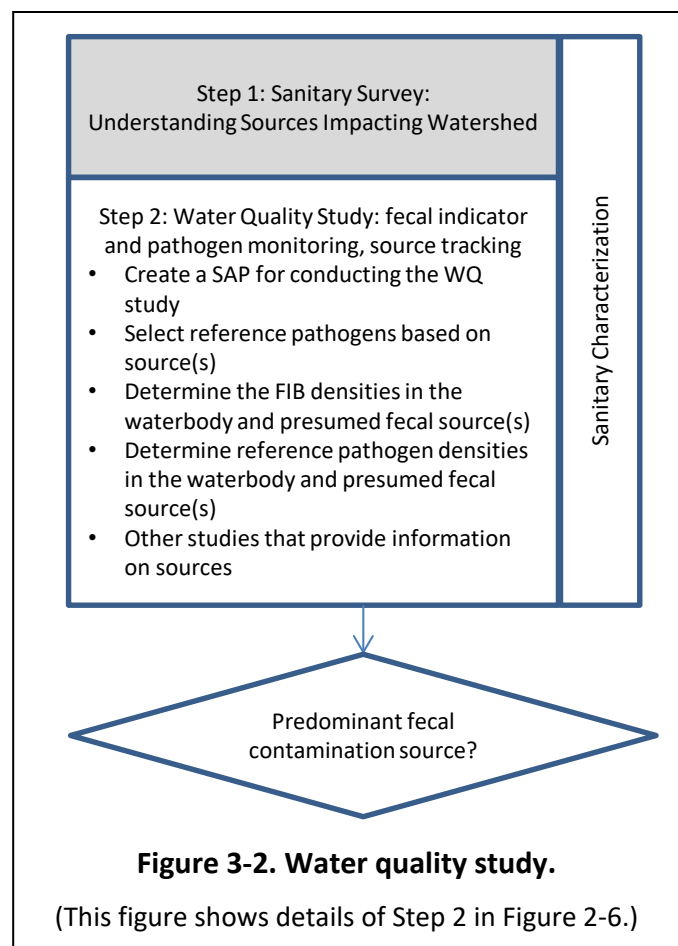 Step 1: Sanitary Survey:
Understanding Sources Impacting Watershed
Step 2: Water Quality Study: fecal indicator
and pathogen monitoring, source tracking
• Create a SAP for conducting the WQ
study
• Select reference pathogens based on
source(s)
• Determine the FIB densities in the
waterbody and presumed fecal source(s)
• Determine reference pathogen densities
in the waterbody and presumed fecal
source(s)
• Other studies that provide information
on sources
Sanitary Characterization
Predominant fecal
contamination source?
Figure 3-2. Water quality study.
(This figure shows details of Step 2 in Figure 2-6.)